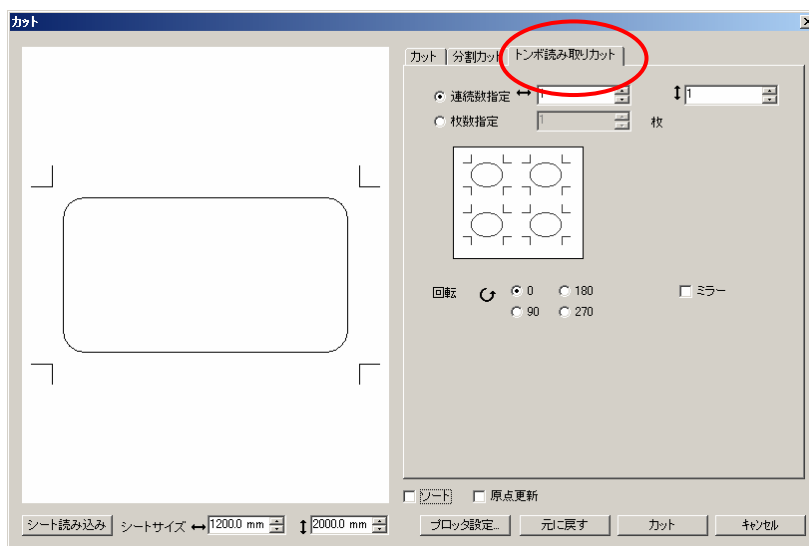 カット
カット 分割カット トンボ読み取りカット
連続数指定 1 1
枚数指定 1 枚
回転 0 180 ミラー
90 270
ソート 原点更新
シート読み込み シートサイズ 1200.0 mm 2000.0 mm プロッタ設定... 元に戻す カット キャンセル